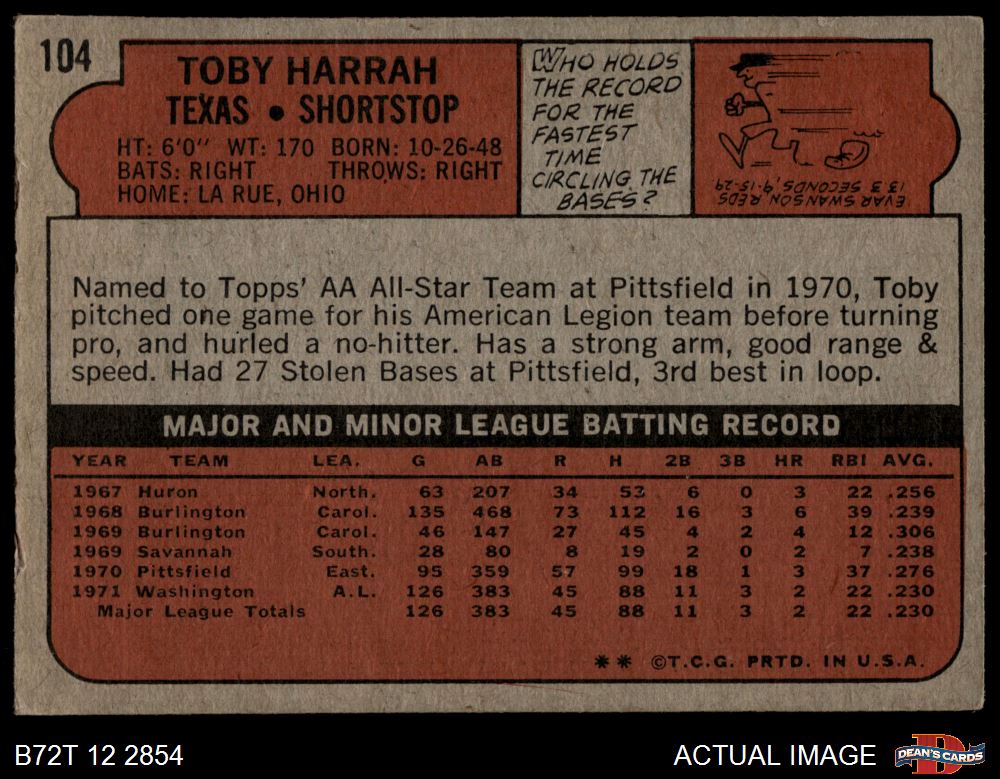 104
TOBY HARRAH
TEXAS • SHORTSTOP
HT: 6'0" WT: 170 BORN: 10-26-48
BATS: RIGHT THROWS: RIGHT
HOME: LA RUE, OHIO
WHO HOLDS
THE RECORD
FOR THE
FASTEST
TIME
CIRCLING THE
BASES?
EVAR SWANSON, REDS
13.3 SECONDS, 9-15-29
Named to Topps' AA All-Star Team at Pittsfield in 1970, Toby
pitched one game for his American Legion team before turning
pro, and hurled a no-hitter. Has a strong arm, good range &
speed. Had 27 Stolen Bases at Pittsfield, 3rd best in loop.
MAJOR AND MINOR LEAGUE BATTING RECORD
YEAR TEAM LEA. G AB R H 2B 3B HR RBI AVG.
1967 Huron North. 63 207 34 53 6 0 3 22 .256
1968 Burlington Carol. 135 468 73 112 16 3 6 39 .239
1969 Burlington Carol. 46 147 27 45 4 2 4 12 .306
1969 Savannah South. 28 80 8 19 2 0 2 7 .238
1970 Pittsfield East. 95 359 57 99 18 1 3 37 .276
1971 Washington A.L. 126 383 45 88 11 3 2 22 .230
Major League Totals 126 383 45 88 11 3 2 22 .230
** ©T.C.G. PRTD. IN U.S.A.
B72T 12 2854 ACTUAL IMAGE DEAN'S CARDS